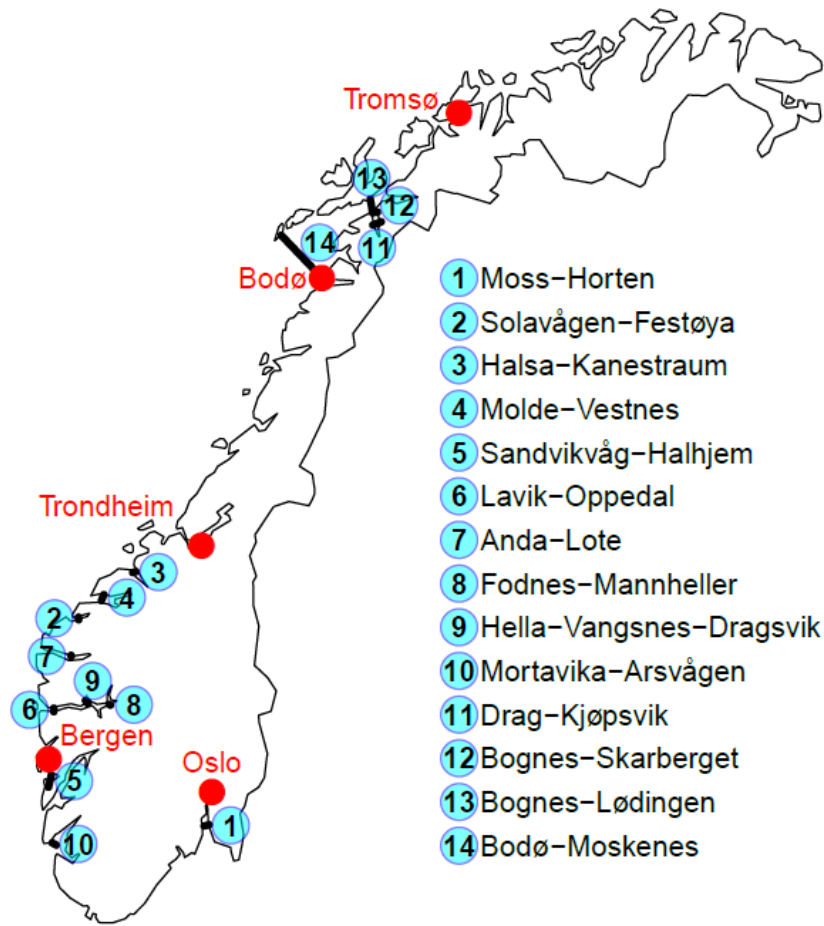 Tromsø
13
12
14
11
Bodø
1 Moss−Horten
2 Solavågen−Festøya
3 Halsa−Kanestraum
4 Molde−Vestnes
5 Sandvikvåg−Halhjem
6 Lavik−Oppedal
7 Anda−Lote
8 Fodnes−Mannheller
9 Hella−Vangsnes−Dragsvik
10 Mortavika−Arsvågen
11 Drag−Kjøpsvik
12 Bognes−Skarberget
13 Bognes−Lødingen
14 Bodø−Moskenes
Trondheim
3
4
2
7
9
6
8
Bergen
5
Oslo
1
10